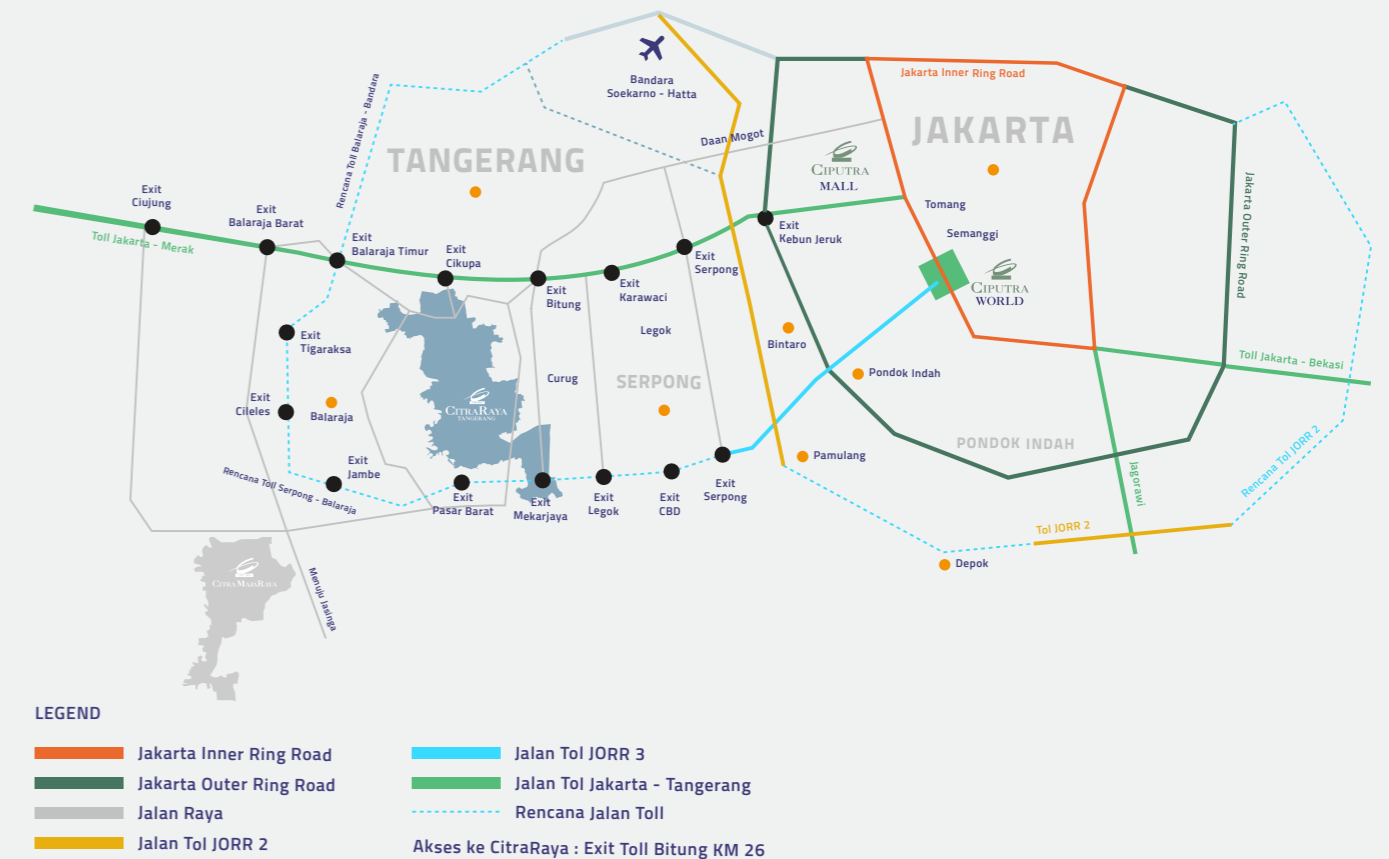 Bandara
Soekarno - Hatta
Jakarta Inner Ring Road
Rencana Toll Balaraja - Bandara
TANGERANG
Daan Mogot
JAKARTA
CIPUTRA
MALL
Exit
Ciujung
Toll Jakarta - Merak
Exit
Balaraja Barat
Exit
Balaraja Timur
Exit
Cikupa
Exit
Bitung
Exit
Karawaci
Exit
Serpong
Exit
Kebun Jeruk
Tomang
Semanggi
CIPUTRA
WORLD
Jakarta Outer Ring Road
Exit
Tigaraksa
Legok
Bintaro
Toll Jakarta - Bekasi
Curug
SERPONG
Pondok Indah
Exit
Cileles
Balaraja
CITRARAYA
TANGERANG
PONDOK INDAH
Pamulang
Exit
Jambe
Rencana Toll Serpong - Balaraja
Exit
Pasar Barat
Exit
Mekarjaya
Exit
Legok
Exit
CBD
Exit
Serpong
Jagorawi
Rencana Tol JORR 2
Tol JORR 2
Depok
CITRA MAJA RAYA
Menuju Jasinga
LEGEND
Jakarta Inner Ring Road
Jakarta Outer Ring Road
Jalan Raya
Jalan Tol JORR 2
Jalan Tol JORR 3
Jalan Tol Jakarta - Tangerang
Rencana Jalan Toll
Akses ke CitraRaya : Exit Toll Bitung KM 26